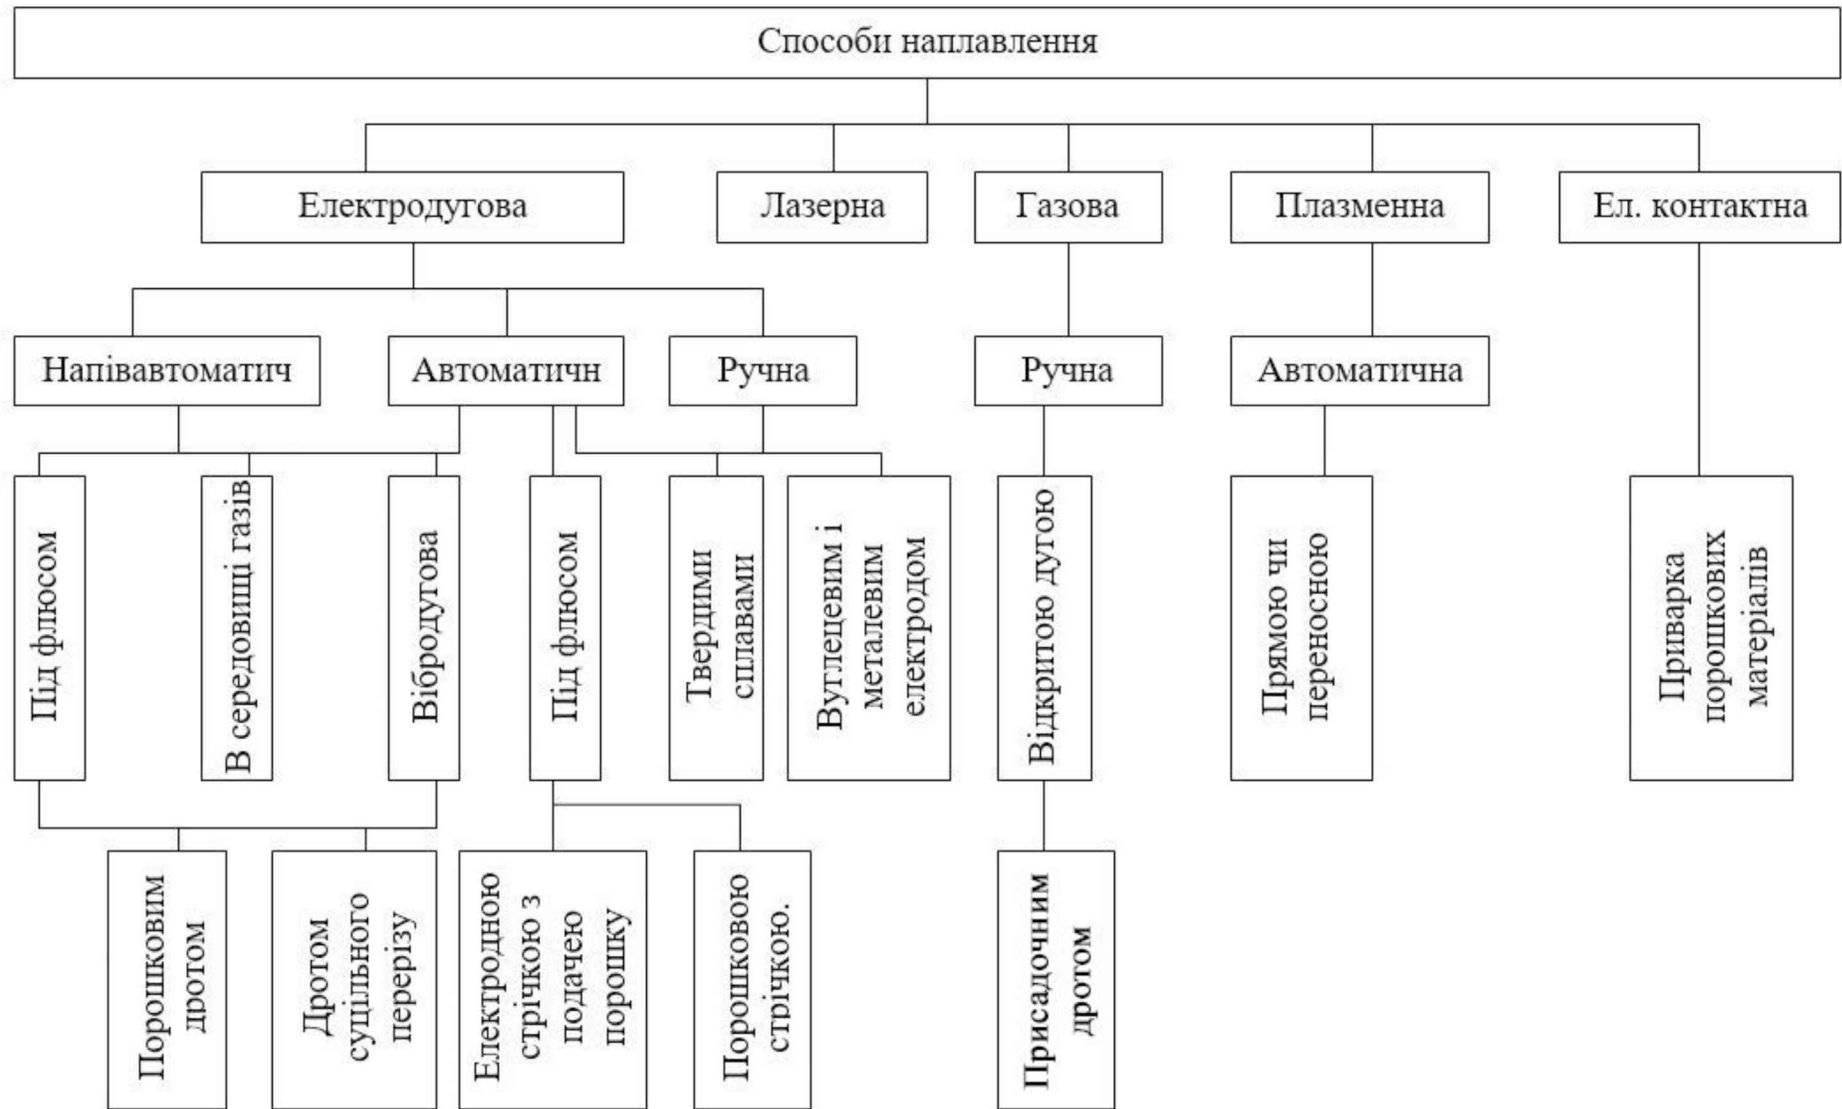 Способи наплавлення
Електродугова
Лазерна
Газова
Плазменна
Ел. контактна
Напівавтоматич
Автоматичн
Ручна
Ручна
Автоматична
Під флюсом
В середовищі газів
Вібродугова
Під флюсом
Твердими
сплавами
Вуглецевим і
металевим
електродом
Відкритою дугою
Прямою чи
переносною
Приварка
порошкових
матеріалів
Порошковим
дротом
Дротом
суцільного
перерізу
Електродною
стрічкою з
подачею
порошку
Порошковою
стрічкою.
Присадочним
дротом